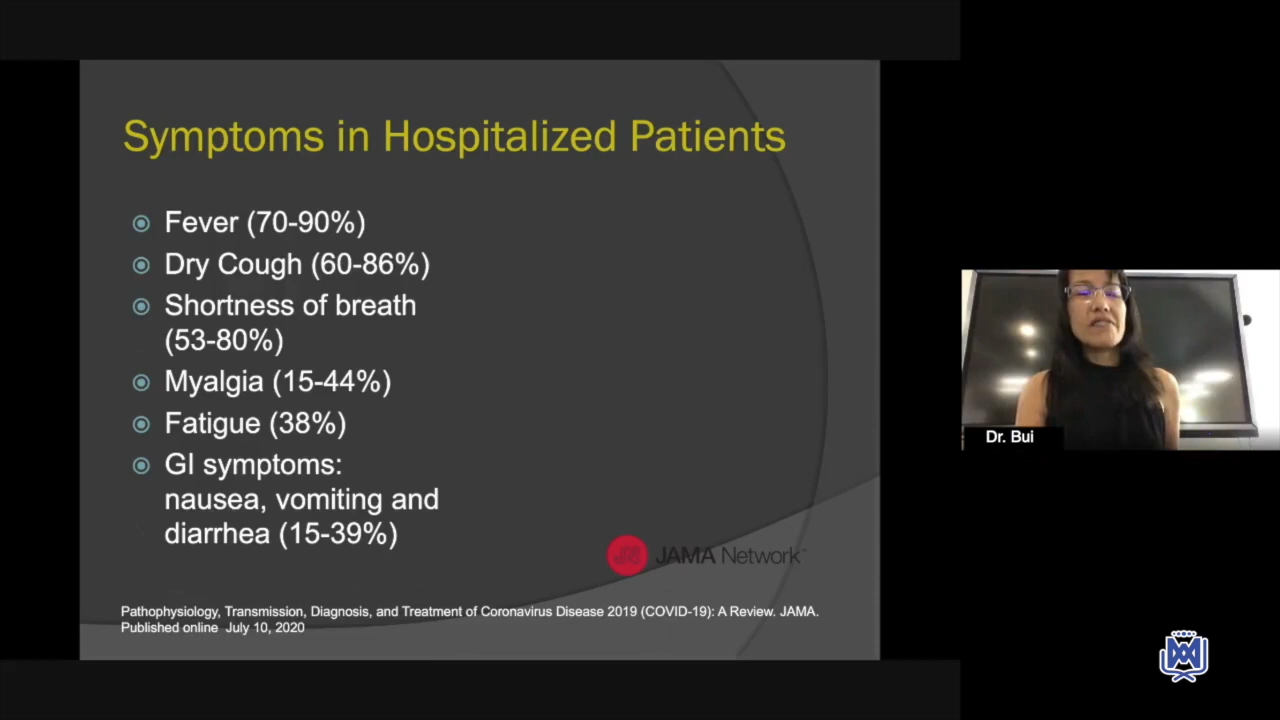 Symptoms in Hospitalized Patients
Fever (70-90%)
Dry Cough (60-86%)
Shortness of breath
(53-80%)
Myalgia (15-44%)
Fatigue (38%)
GI symptoms:
nausea, vomiting and
diarrhea (15-39%)
JAMA Network
Pathophysiology, Transmission, Diagnosis, and Treatment of Coronavirus Disease 2019 (COVID-19): A Review. JAMA.
Published online July 10, 2020
Dr. Bui